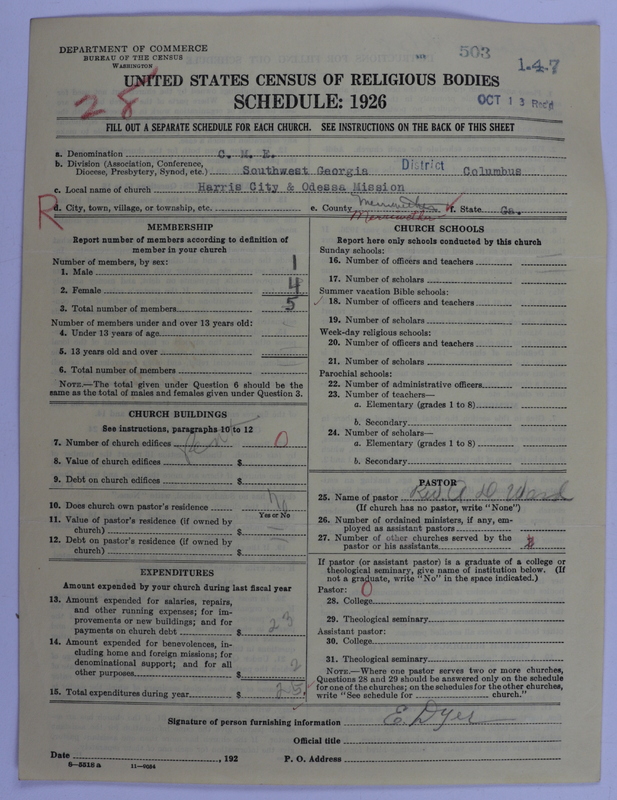 DEPARTMENT OF COMMERCE
BUREAU OF THE CENSUS
WASHINGTON
503
1-4-7
UNITED STATES CENSUS OF RELIGIOUS BODIES
28
SCHEDULE: 1926
OCT 13 Rec'd
FILL OUT A SEPARATE SCHEDULE FOR EACH CHURCH. SEE INSTRUCTIONS ON THE BACK OF THIS SHEET
a. Denomination C. M. E.
b. Division (Association, Conference, Diocese, Presbytery, Synod, etc.) Southwest Georgia District Columbus
c. Local name of church Harris City & Odessa Mission
R
d. City, town, village, or township, etc. e. County Meriwether f. State Ga.
MEMBERSHIP
Report number of members according to definition of
member in your church
Number of members, by sex:
1. Male 1
2. Female 4
3. Total number of members 5
Number of members under and over 13 years old:
4. Under 13 years of age
5. 13 years old and over
6. Total number of members
NOTE.—The total given under Question 6 should be
same as the total of males and females given under Question 3.
CHURCH BUILDINGS
See instructions, paragraphs 10 to 12
7. Number of church edifices Rent 0
8. Value of church edifices $
9. Debt on church edifices $
10. Does church own pastor's residence No
Yes or No
11. Value of pastor's residence (if owned by
church) $
12. Debt on pastor's residence (if owned by
church) $
EXPENDITURES
Amount expended by your church during last fiscal year
13. Amount expended for salaries, repairs,
and other running expenses; for im-
provements or new buildings; and for
payments on church debt $ 23
14. Amount expended for benevolences, in-
cluding home and foreign missions; for
denominational support; and for all
other purposes $ 2
15. Total expenditures during year $ 25
CHURCH SCHOOLS
Report here only schools conducted by this church
Sunday schools:
16. Number of officers and teachers
17. Number of scholars
Summer vacation Bible schools:
18. Number of officers and teachers
19. Number of scholars
Week-day religious schools:
20. Number of officers and teachers
21. Number of scholars
Parochial schools:
22. Number of administrative officers
23. Number of teachers—
a. Elementary (grades 1 to 8)
b. Secondary
24. Number of scholars—
a. Elementary (grades 1 to 8)
b. Secondary
PASTOR
25. Name of pastor Rev A D Ward
(If church has no pastor, write "None")
26. Number of ordained ministers, if any, em-
ployed as assistant pastors
27. Number of other churches served by the
pastor or his assistants
If pastor (or assistant pastor) is a graduate of a college or
theological seminary, give name of institution below. (If
not a graduate, write "No" in the space indicated.)
Pastor: 0
28. College
29. Theological seminary
Assistant pastor:
30. College
31. Theological seminary
NOTE.—Where one pastor serves two or more churches,
Questions 28 and 29 should be answered only on the schedule
for one of the churches; on the schedules for the other churches,
write "See schedule for church."
Signature of person furnishing information E. Dyer
Official title
Date , 192 P. O. Address
8—5518 a 11—9054